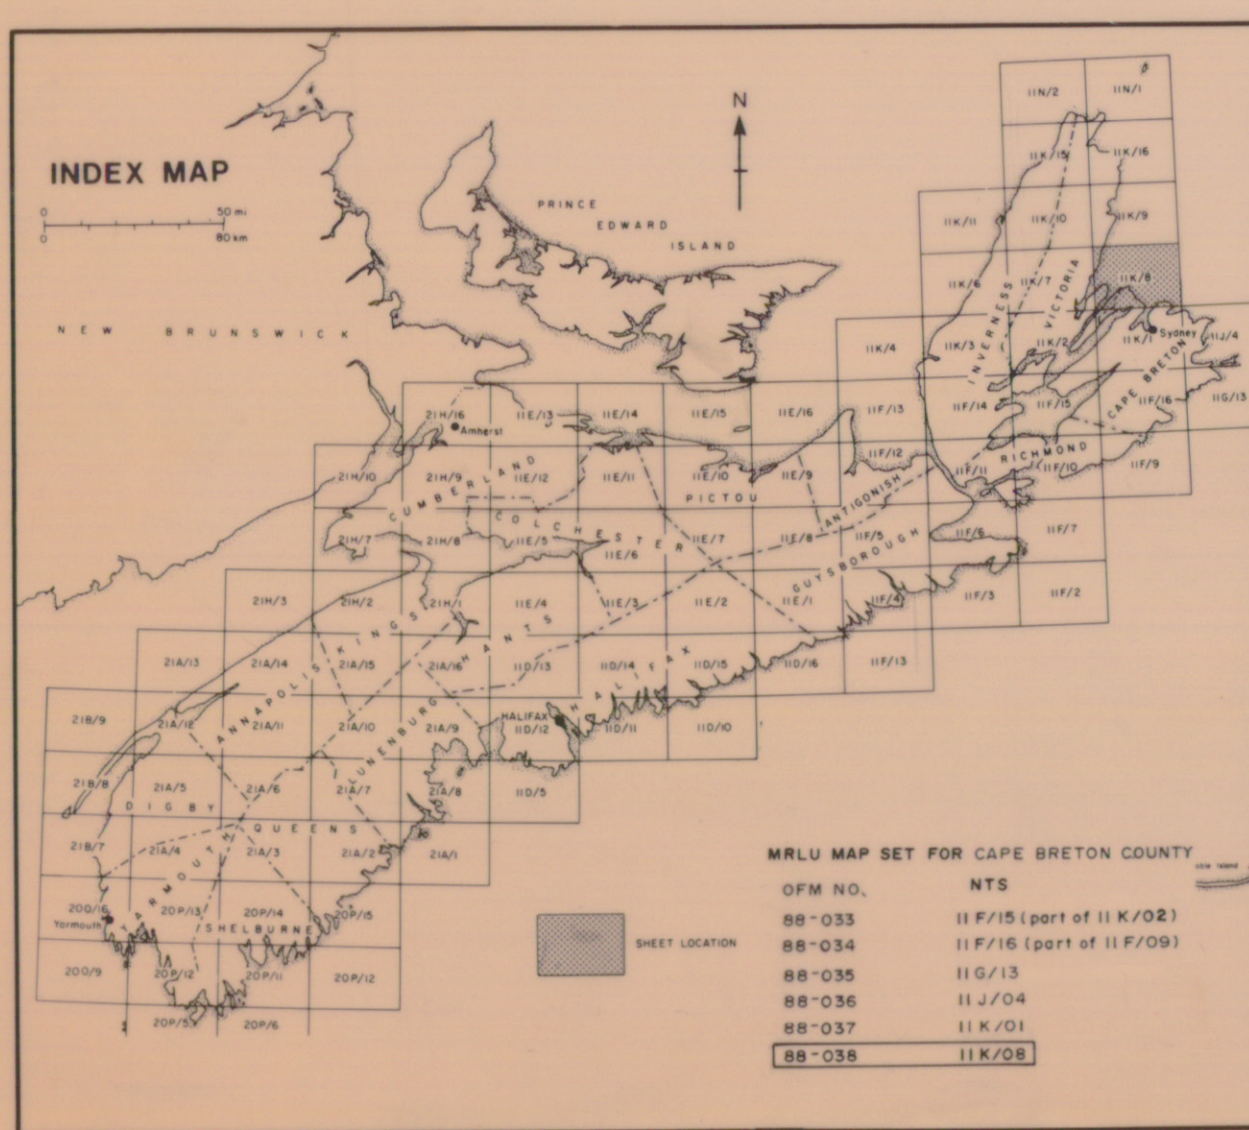 INDEX MAP
0 50 mi
0 80 km
N
PRINCE
EDWARD
ISLAND
NEW BRUNSWICK
11N/2 11N/1
11K/15 11K/16
11K/11 11K/10 11K/9
11K/6 11K/7 11K/8
INVERNESS
VICTORIA
11K/4 11K/3 11K/2 11K/1 11J/4
Sydney
CAPE BRETON
21H/16 11E/13 11E/14 11E/15 11E/16 11F/13 11F/14 11F/15 11F/16 11G/13
Amherst
RICHMOND
21H/10 21H/9 11E/12 11E/11 11E/10 11E/9 11F/12 11F/11 11F/10 11F/9
CUMBERLAND
PICTOU
ANTIGONISH
COLCHESTER
21H/7 21H/8 11E/5 11E/6 11E/7 11E/8 11F/5 11F/6 11F/7
GUYSBOROUGH
21H/3 21H/2 21H/1 11E/4 11E/3 11E/2 11E/1 11F/4 11F/3 11F/2
KINGS
HANTS
21A/13 21A/14 21A/15 21A/16 11D/13 11D/14 11D/15 11D/16 11F/13
ANNAPOLIS
HALIFAX
HALIFAX
21B/9 21A/12 21A/11 21A/10 21A/9 11D/12 11D/11 11D/10
LUNENBURG
21B/8 21A/5 21A/6 21A/7 21A/8 11D/5
DIGBY
QUEENS
21B/7 21A/4 21A/3 21A/2 21A/1
YARMOUTH
20O/16 20P/13 20P/14 20P/15
Yarmouth
SHELBURNE
20O/9 20P/12 20P/11 20P/12
20P/5 20P/6
SHEET LOCATION
MRLU MAP SET FOR CAPE BRETON COUNTY
Island
OFM NO. NTS
88-033 11 F/15 (part of 11 K/02)
88-034 11 F/16 (part of 11 F/09)
88-035 11 G/13
88-036 11 J/04
88-037 11 K/01
88-038 11 K/08